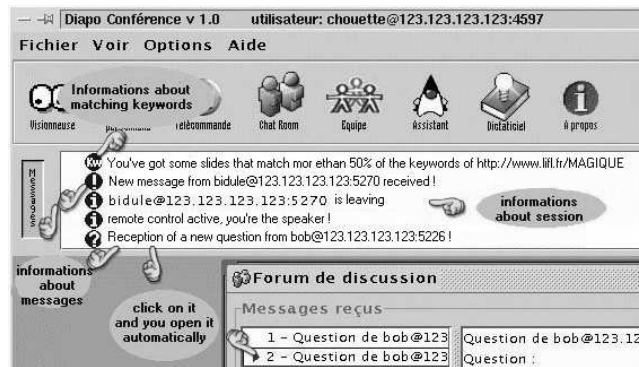 Diapo Conférence v 1.0 utilisateur: chouette@123.123.123.123:4597
Fichier Voir Options Aide
Informations about
matching keywords
Visionneuse
Télécommande
Chat Room
Equipe
Assistant
Dictaticiel
A propos
Messages
Kw You've got some slides that match mor ethan 50% of the keywords of http://www.lifl.fr/MAGIQUE
! New message from bidule@123.123.123.123:5270 received !
i bidule@123.123.123.123:5270 is leaving
i remote control active, you're the speaker !
? Reception of a new question from bob@123.123.123.123:5226 !
informations
about session
informations
about
messages
click on it
and you open it
automatically
Forum de discussion
Messages reçus
1 - Question de bob@123
2 - Question de bob@123
Question de bob@123.12
Question :